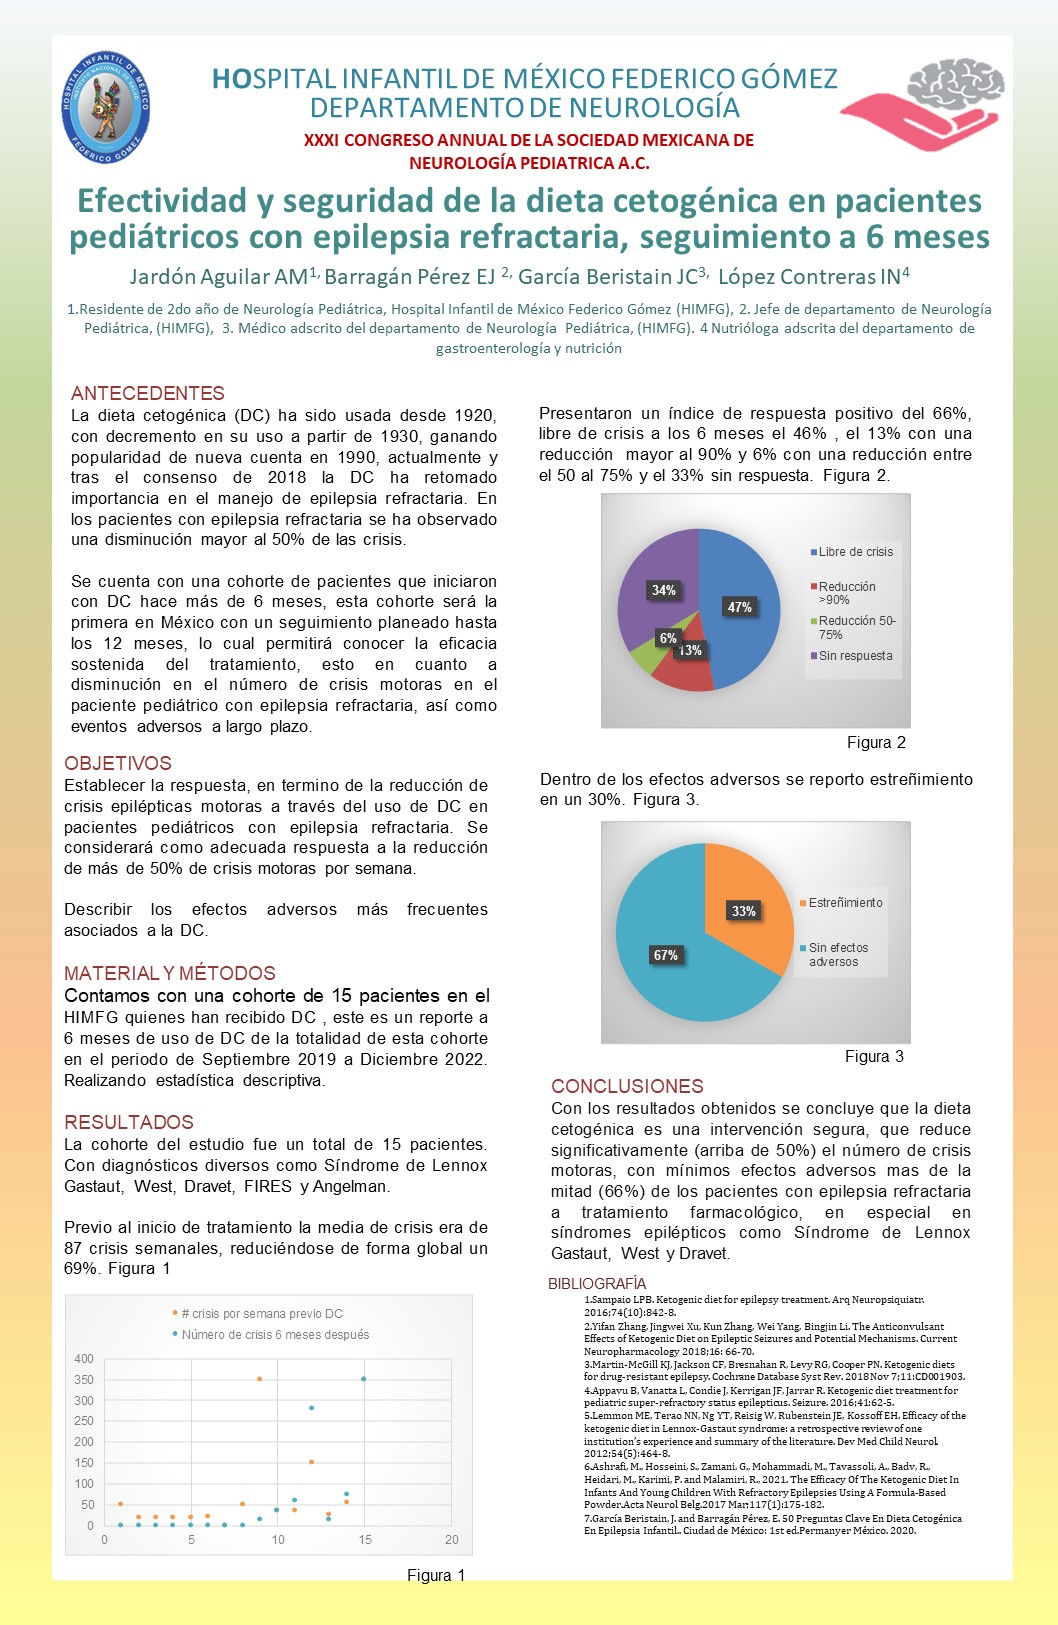 HOSPITAL INFANTIL DE MÉXICO
INSTITUTO NACIONAL DE SALUD
FEDERICO GÓMEZ
HOSPITAL INFANTIL DE MÉXICO FEDERICO GÓMEZ
DEPARTAMENTO DE NEUROLOGÍA
XXXI CONGRESO ANNUAL DE LA SOCIEDAD MEXICANA DE
NEUROLOGÍA PEDIATRICA A.C.
Efectividad y seguridad de la dieta cetogénica en pacientes
pediátricos con epilepsia refractaria, seguimiento a 6 meses
Jardón Aguilar AM1, Barragán Pérez EJ 2, García Beristain JC3, López Contreras IN4
1.Residente de 2do año de Neurología Pediátrica, Hospital Infantil de México Federico Gómez (HIMFG), 2. Jefe de departamento de Neurología
Pediátrica, (HIMFG), 3. Médico adscrito del departamento de Neurología Pediátrica, (HIMFG). 4 Nutrióloga adscrita del departamento de
gastroenterología y nutrición
ANTECEDENTES
La dieta cetogénica (DC) ha sido usada desde 1920,
con decremento en su uso a partir de 1930, ganando
popularidad de nueva cuenta en 1990, actualmente y
tras el consenso de 2018 la DC ha retomado
importancia en el manejo de epilepsia refractaria. En
los pacientes con epilepsia refractaria se ha observado
una disminución mayor al 50% de las crisis.
Se cuenta con una cohorte de pacientes que iniciaron
con DC hace más de 6 meses, esta cohorte será la
primera en México con un seguimiento planeado hasta
los 12 meses, lo cual permitirá conocer la eficacia
sostenida del tratamiento, esto en cuanto a
disminución en el número de crisis motoras en el
paciente pediátrico con epilepsia refractaria, así como
eventos adversos a largo plazo.
OBJETIVOS
Establecer la respuesta, en termino de la reducción de
crisis epilépticas motoras a través del uso de DC en
pacientes pediátricos con epilepsia refractaria. Se
considerará como adecuada respuesta a la reducción
de más de 50% de crisis motoras por semana.
Describir los efectos adversos más frecuentes
asociados a la DC.
MATERIAL Y MÉTODOS
Contamos con una cohorte de 15 pacientes en el
HIMFG quienes han recibido DC , este es un reporte a
6 meses de uso de DC de la totalidad de esta cohorte
en el periodo de Septiembre 2019 a Diciembre 2022.
Realizando estadística descriptiva.
RESULTADOS
La cohorte del estudio fue un total de 15 pacientes.
Con diagnósticos diversos como Síndrome de Lennox
Gastaut, West, Dravet, FIRES y Angelman.
Previo al inicio de tratamiento la media de crisis era de
87 crisis semanales, reduciéndose de forma global un
69%. Figura 1
# crisis por semana previo DC
Número de crisis 6 meses después
400
350
300
250
200
150
100
50
0
0 5 10 15 20
Figura 1
Presentaron un índice de respuesta positivo del 66%,
libre de crisis a los 6 meses el 46% , el 13% con una
reducción mayor al 90% y 6% con una reducción entre
el 50 al 75% y el 33% sin respuesta. Figura 2.
34%
47%
6%
13%
Libre de crisis
Reducción
>90%
Reducción 50-
75%
Sin respuesta
Figura 2
Dentro de los efectos adversos se reporto estreñimiento
en un 30%. Figura 3.
33%
67%
Estreñimiento
Sin efectos
adversos
Figura 3
CONCLUSIONES
Con los resultados obtenidos se concluye que la dieta
cetogénica es una intervención segura, que reduce
significativamente (arriba de 50%) el número de crisis
motoras, con mínimos efectos adversos mas de la
mitad (66%) de los pacientes con epilepsia refractaria
a tratamiento farmacológico, en especial en
síndromes epilépticos como Síndrome de Lennox
Gastaut, West y Dravet.
BIBLIOGRAFÍA
1.Sampaio LPB. Ketogenic diet for epilepsy treatment. Arq Neuropsiquiatr.
2016;74(10):842-8.
2.Yifan Zhang, Jingwei Xu, Kun Zhang, Wei Yang, Bingjin Li. The Anticonvulsant
Effects of Ketogenic Diet on Epileptic Seizures and Potential Mechanisms. Current
Neuropharmacology 2018;16: 66-70.
3.Martin-McGill KJ, Jackson CF, Bresnahan R, Levy RG, Cooper PN. Ketogenic diets
for drug-resistant epilepsy. Cochrane Database Syst Rev. 2018 Nov 7;11:CD001903.
4.Appavu B, Vanatta L, Condie J, Kerrigan JF, Jarrar R. Ketogenic diet treatment for
pediatric super-refractory status epilepticus. Seizure. 2016;41:62-5.
5.Lemmon ME, Terao NN, Ng YT, Reisig W, Rubenstein JE, Kossoff EH. Efficacy of the
ketogenic diet in Lennox-Gastaut syndrome: a retrospective review of one
institution's experience and summary of the literature. Dev Med Child Neurol.
2012;54(5):464-8.
6.Ashrafi, M., Hosseini, S., Zamani, G., Mohammadi, M., Tavassoli, A., Badv, R.,
Heidari, M., Karimi, P. and Malamiri, R., 2021. The Efficacy Of The Ketogenic Diet In
Infants And Young Children With Refractory Epilepsies Using A Formula-Based
Powder.Acta Neurol Belg.2017 Mar;117(1):175-182.
7.García Beristain, J. and Barragán Pérez, E. 50 Preguntas Clave En Dieta Cetogénica
En Epilepsia Infantil.. Ciudad de México: 1st ed.Permanyer México. 2020.